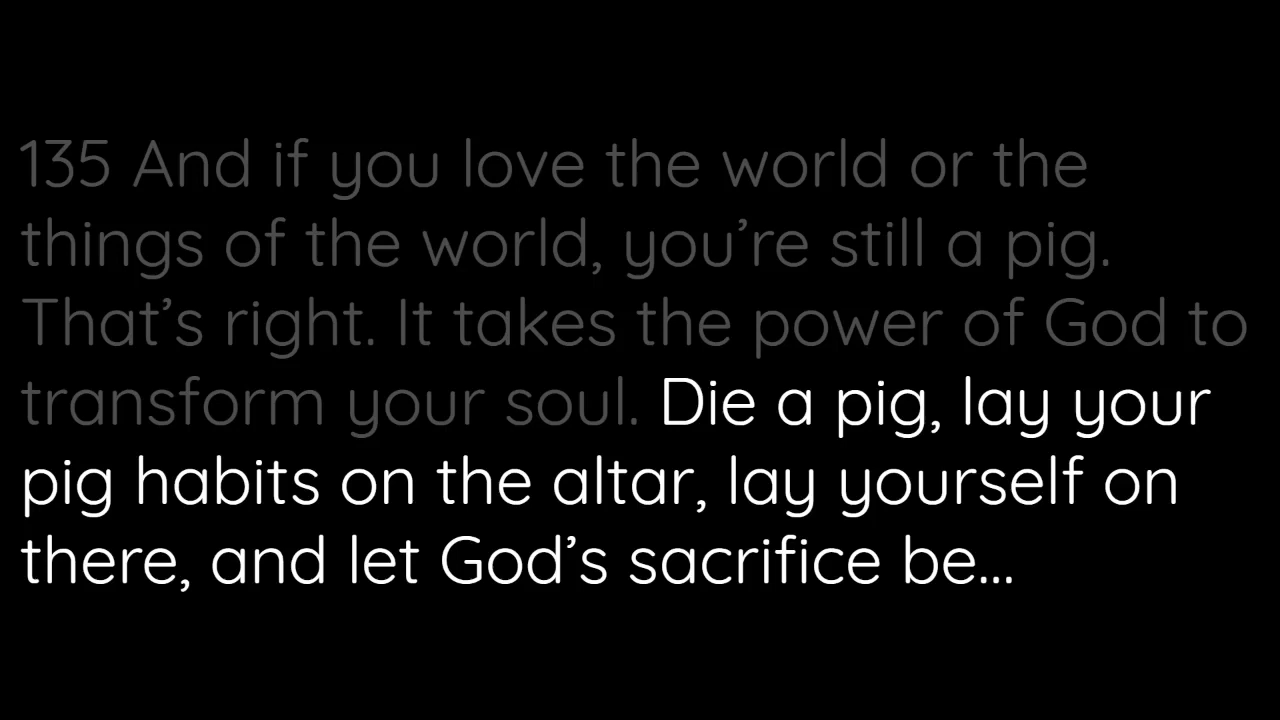 135 And if you love the world or the
things of the world, you’re still a pig.
That’s right. It takes the power of God to
transform your soul. Die a pig, lay your
pig habits on the altar, lay yourself on
there, and let God’s sacrifice be...